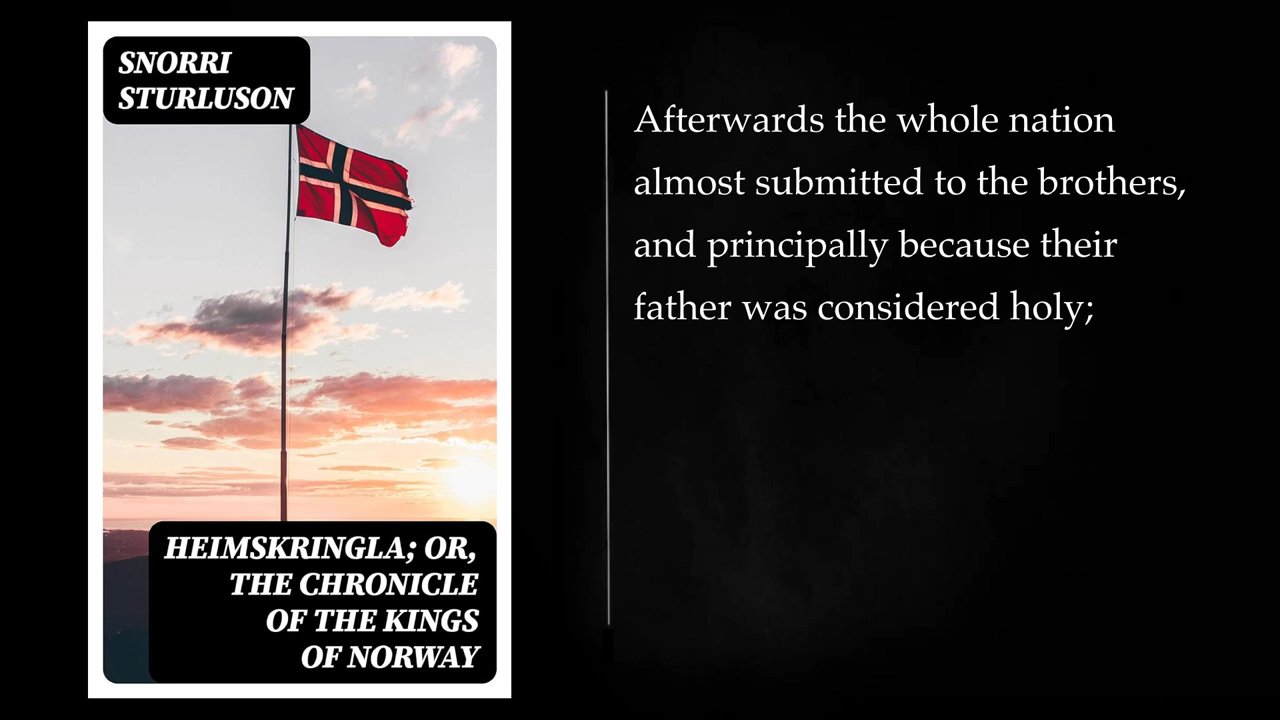 SNORRI
STURLUSON
HEIMSKRINGLA; OR,
THE CHRONICLE
OF THE KINGS
OF NORWAY
Afterwards the whole nation
almost submitted to the brothers,
and principally because their
father was considered holy;